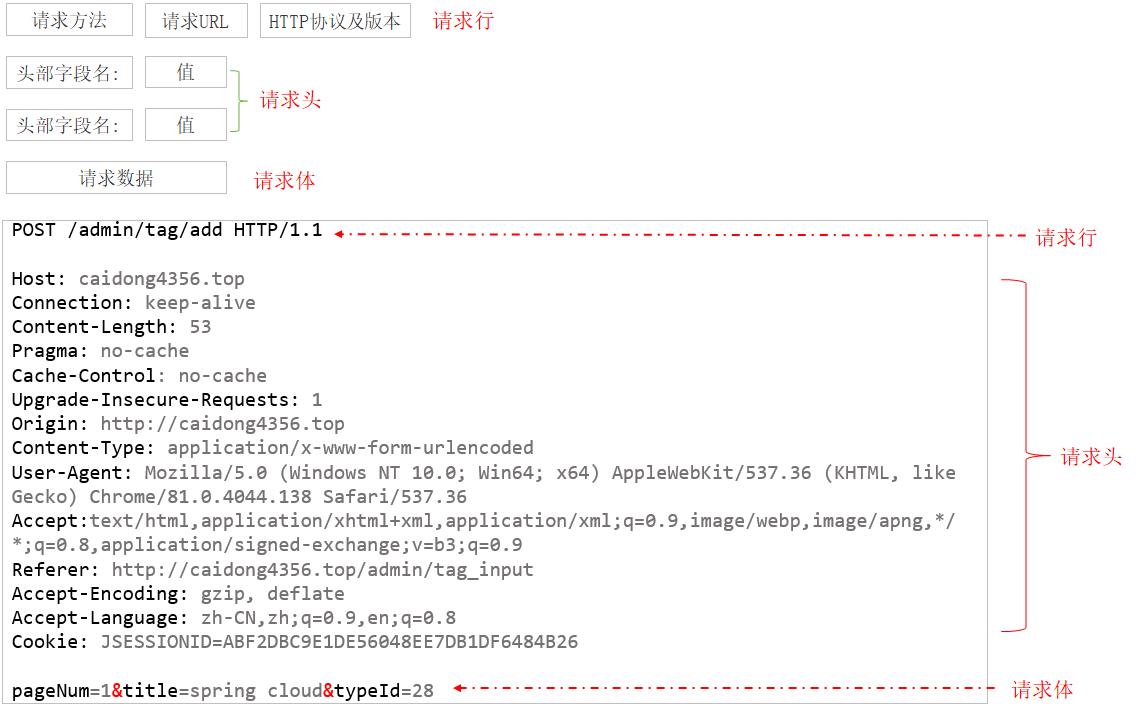 请求方法 请求URL HTTP协议及版本 请求行
头部字段名: 值
请求头
头部字段名: 值
请求数据 请求体
POST /admin/tag/add HTTP/1.1 请求行
Host: caidong4356.top
Connection: keep-alive
Content-Length: 53
Pragma: no-cache
Cache-Control: no-cache
Upgrade-Insecure-Requests: 1
Origin: http://caidong4356.top
Content-Type: application/x-www-form-urlencoded
User-Agent: Mozilla/5.0 (Windows NT 10.0; Win64; x64) AppleWebKit/537.36 (KHTML, like
请求头
Gecko) Chrome/81.0.4044.138 Safari/537.36
Accept:text/html,application/xhtml+xml,application/xml;q=0.9,image/webp,image/apng,*/
*;q=0.8,application/signed-exchange;v=b3;q=0.9
Referer: http://caidong4356.top/admin/tag_input
Accept-Encoding: gzip, deflate
Accept-Language: zh-CN,zh;q=0.9,en;q=0.8
Cookie: JSESSIONID=ABF2DBC9E1DE56048EE7DB1DF6484B26
pageNum=1&title=spring cloud&typeId=28 请求体